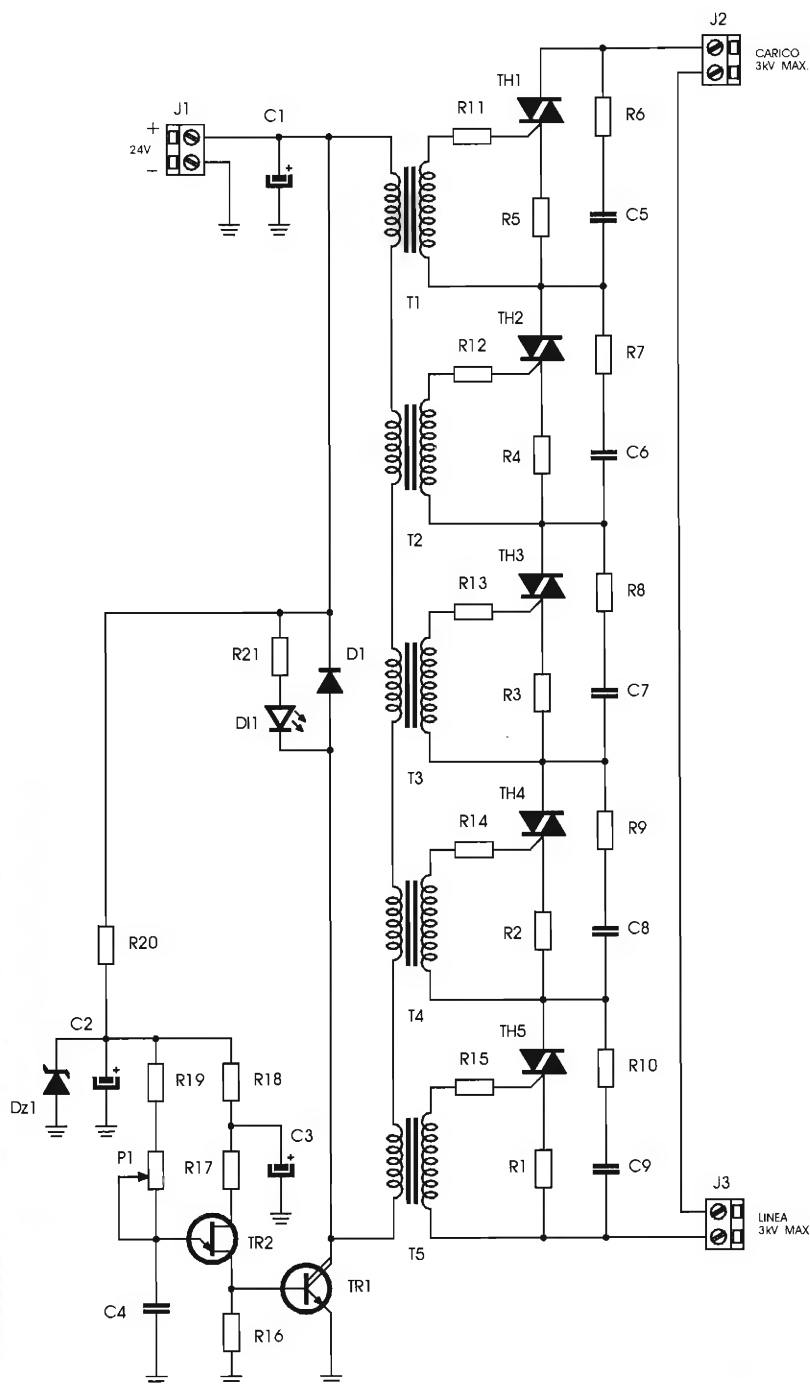 J2
CARICO
3kV MAX.
TH1
R11
R6
J1
C1
+
24V
–
+
R5
C5
T1
TH2
R12
R7
R4
C6
T2
TH3
R13
R8
R21
D1
R3
C7
Dl1
T3
TH4
R14
R9
R20
R2
C8
C2
T4
TH5
R15
R10
+
R19
R18
Dz1
C3
+
P1
R17
R1
C9
J3
LINEA
3kV MAX
TR2
T5
TR1
C4
R16